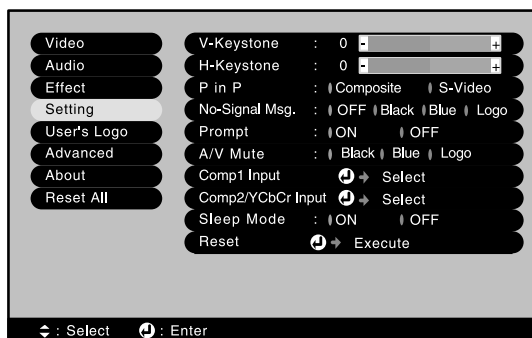 Video
Audio
Effect
Setting
User's Logo
Advanced
About
Reset All
V-Keystone : 0 - +
H-Keystone : 0 - +
P in P : Composite S-Video
No-Signal Msg. : OFF Black Blue Logo
Prompt : ON OFF
A/V Mute : Black Blue Logo
Comp1 Input Select
Comp2/YCbCr Input Select
Sleep Mode : ON OFF
Reset Execute
: Select : Enter